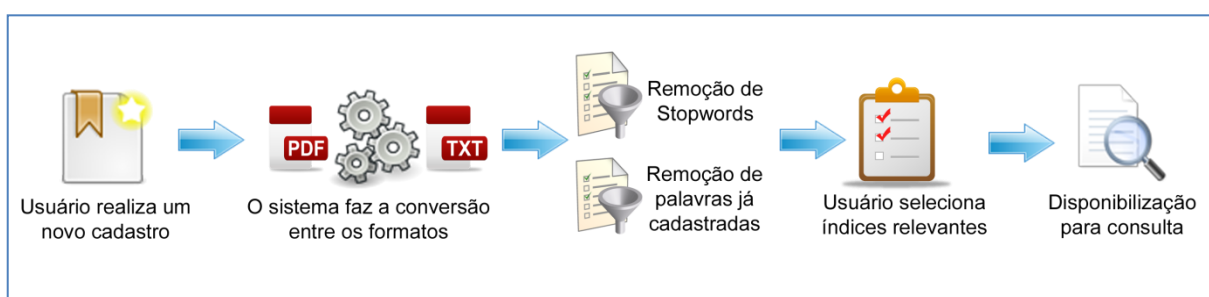 Usuário realiza um
novo cadastro
PDF
TXT
O sistema faz a conversão
entre os formatos
Remoção de
Stopwords
Remoção de
palavras já
cadastradas
Usuário seleciona
índices relevantes
Disponibilização
para consulta